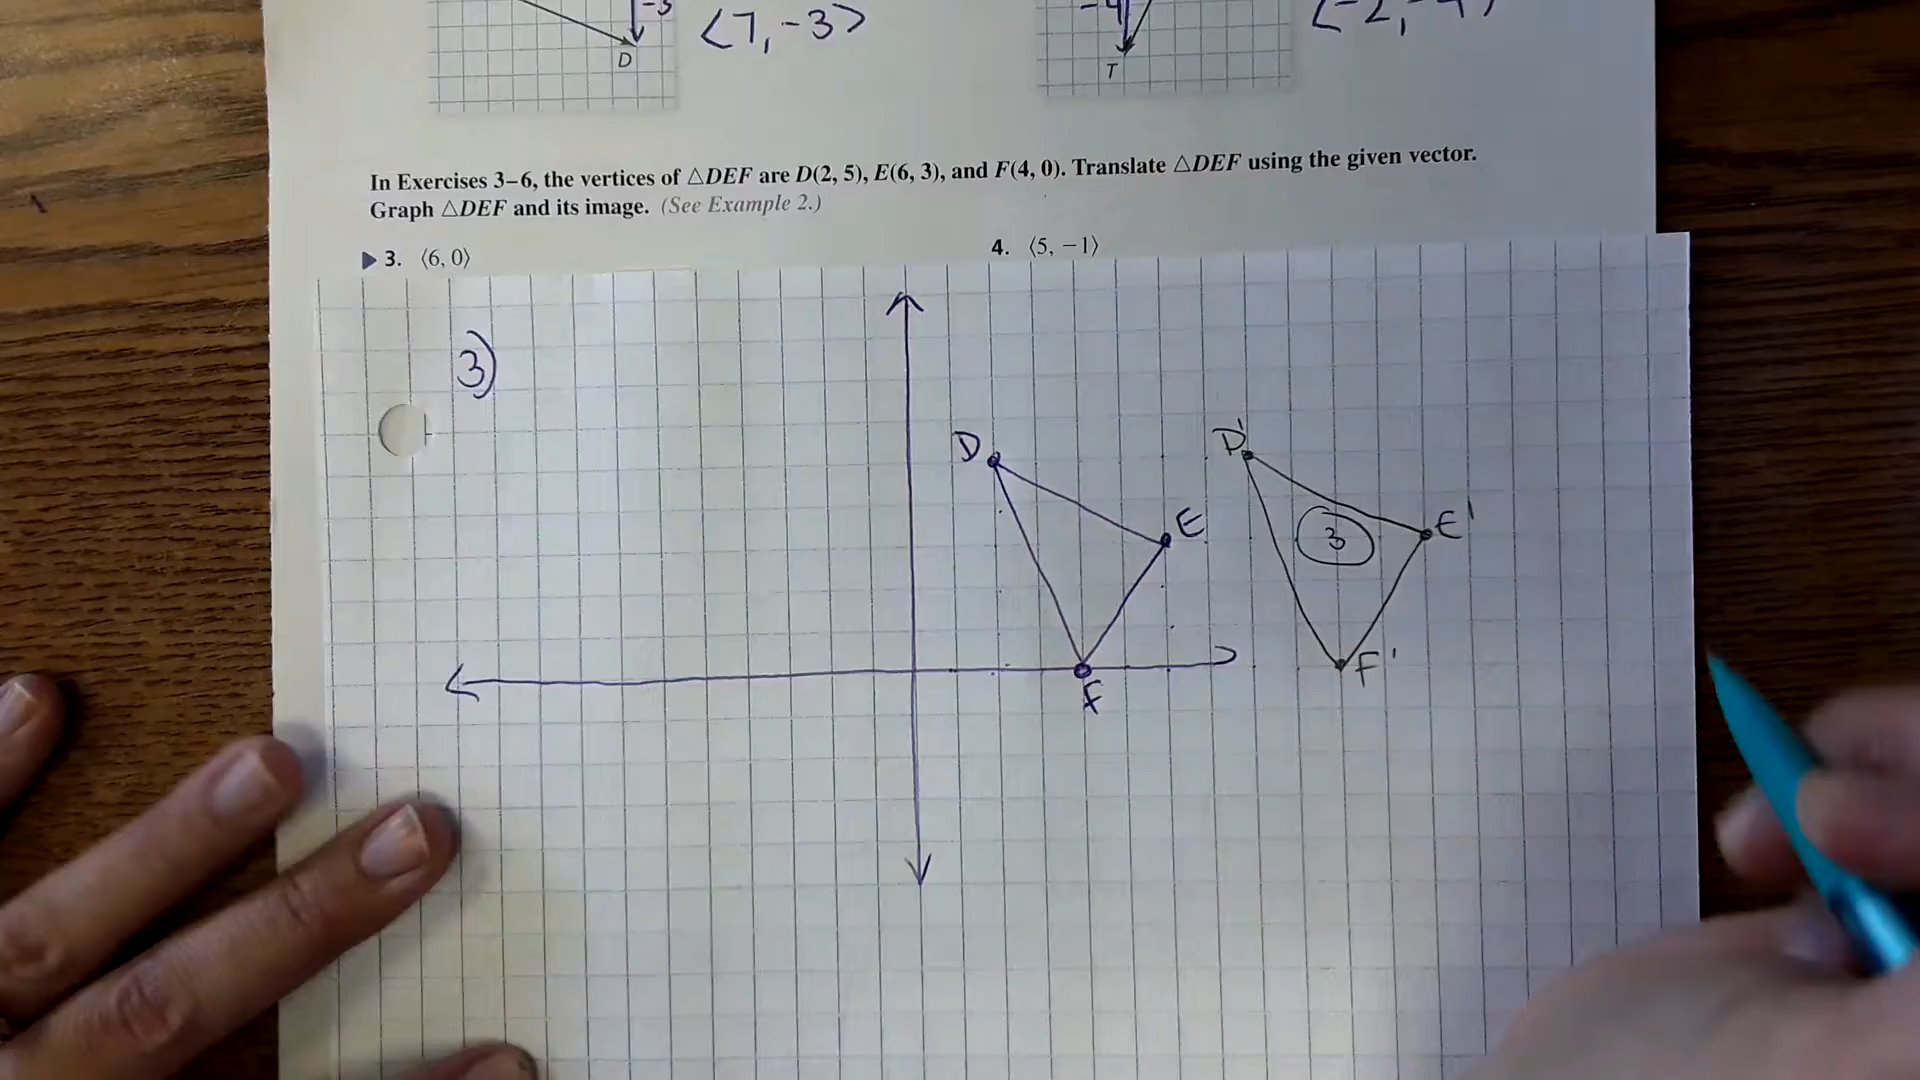 -3
D
<7, -3>
-4
T
In Exercises 3–6, the vertices of △DEF are D(2, 5), E(6, 3), and F(4, 0). Translate △DEF using the given vector.
Graph △DEF and its image. (See Example 2.)
3. ⟨6, 0⟩
4. ⟨5, −1⟩
3)
D
D'
E
3
E'
F
F'